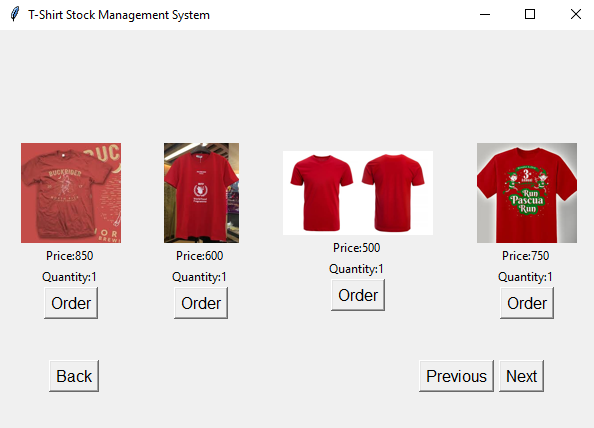 T-Shirt Stock Management System
BUCKRIDER
3
Run
Pascua
Run
Price:850
Price:600
Price:500
Price:750
Quantity:1
Quantity:1
Quantity:1
Quantity:1
Order
Order
Order
Order
Back
Previous
Next